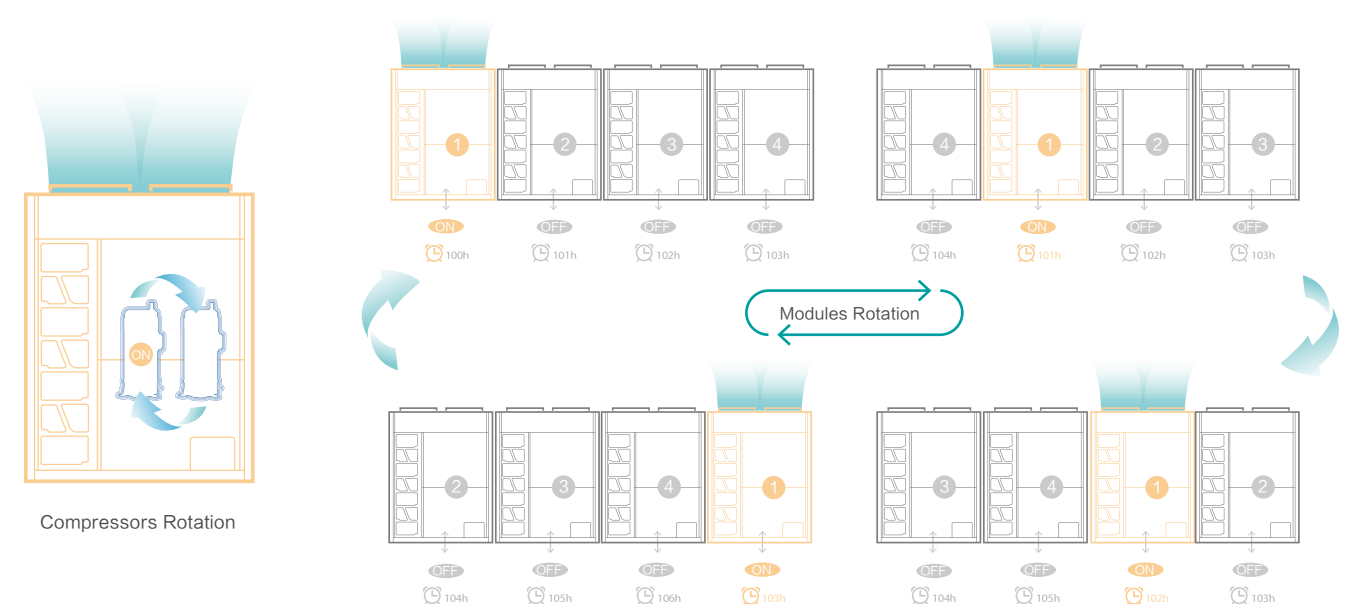 1 2 3 4
ON OFF OFF OFF
100h 101h 102h 103h
4 1 2 3
OFF ON OFF OFF
104h 101h 102h 103h
ON
Compressors Rotation
Modules Rotation
2 3 4 1
OFF OFF OFF ON
104h 105h 106h 103h
3 4 1 2
OFF OFF ON OFF
104h 105h 102h 103h